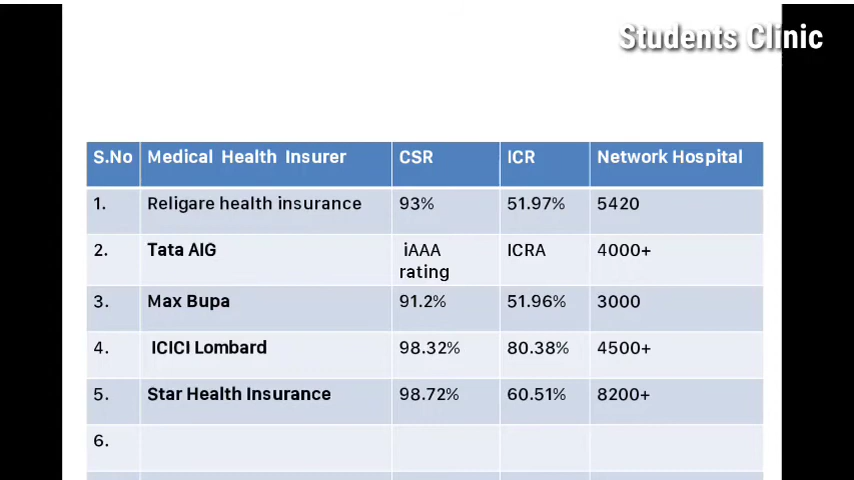 Students Clinic
S.No Medical Health Insurer CSR ICR Network Hospital
1. Religare health insurance 93% 51.97% 5420
2. Tata AIG iAAA rating ICRA 4000+
3. Max Bupa 91.2% 51.96% 3000
4. ICICI Lombard 98.32% 80.38% 4500+
5. Star Health Insurance 98.72% 60.51% 8200+
6.